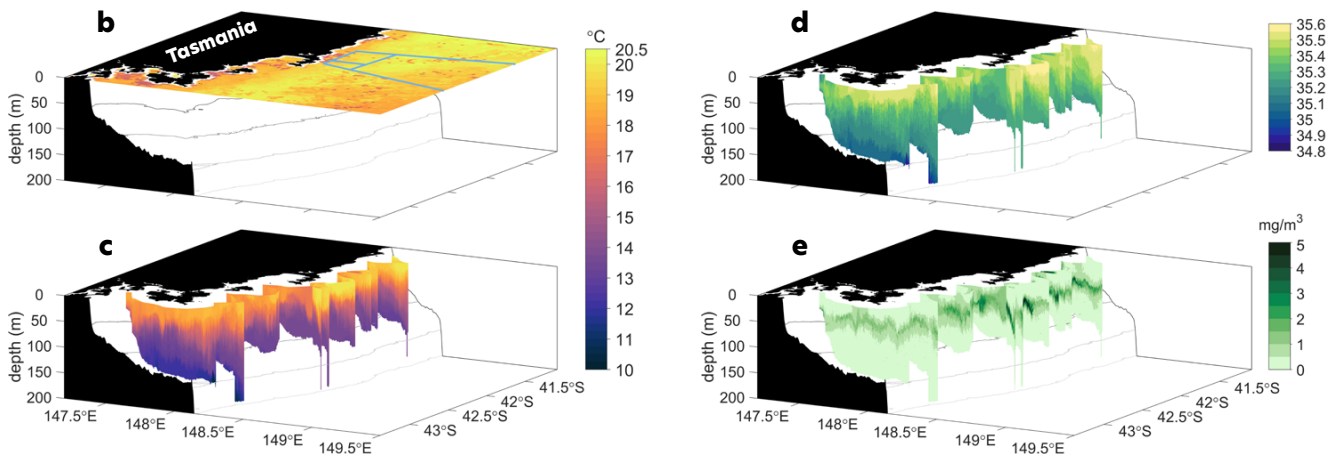 b
Tasmania
0
50
100
150
200
depth (m)
°C
20.5
19
18
17
16
15
14
13
12
11
10
c
0
50
100
150
200
depth (m)
147.5°E
148°E
148.5°E
149°E
149.5°E
43°S
42.5°S
42°S
41.5°S
d
0
50
100
150
200
depth (m)
35.6
35.5
35.4
35.3
35.2
35.1
35
34.9
34.8
e
0
50
100
150
200
depth (m)
mg/m³
5
4
3
2
1
0
147.5°E
148°E
148.5°E
149°E
149.5°E
43°S
42.5°S
42°S
41.5°S